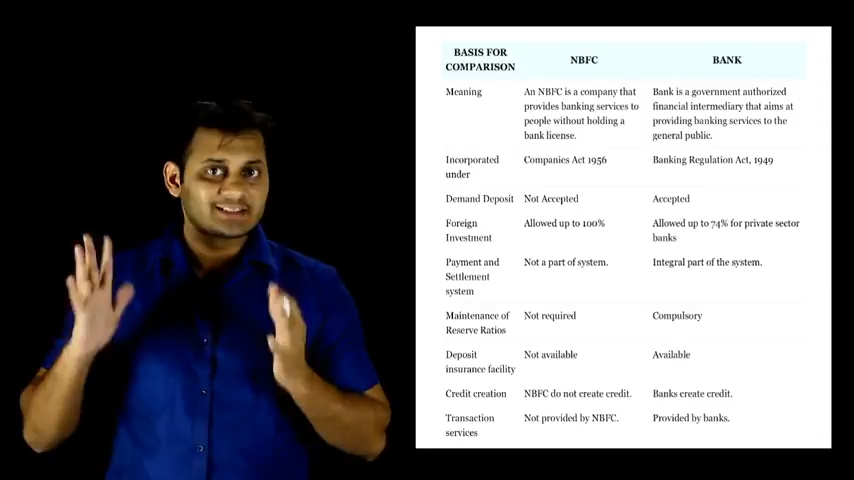 BASIS FOR COMPARISON NBFC BANK
Meaning An NBFC is a company that provides banking services to people without holding a bank license. Bank is a government authorized financial intermediary that aims at providing banking services to the general public.
Incorporated under Companies Act 1956 Banking Regulation Act, 1949
Demand Deposit Not Accepted Accepted
Foreign Investment Allowed up to 100% Allowed up to 74% for private sector banks
Payment and Settlement system Not a part of system. Integral part of the system.
Maintenance of Reserve Ratios Not required Compulsory
Deposit insurance facility Not available Available
Credit creation NBFC do not create credit. Banks create credit.
Transaction services Not provided by NBFC. Provided by banks.